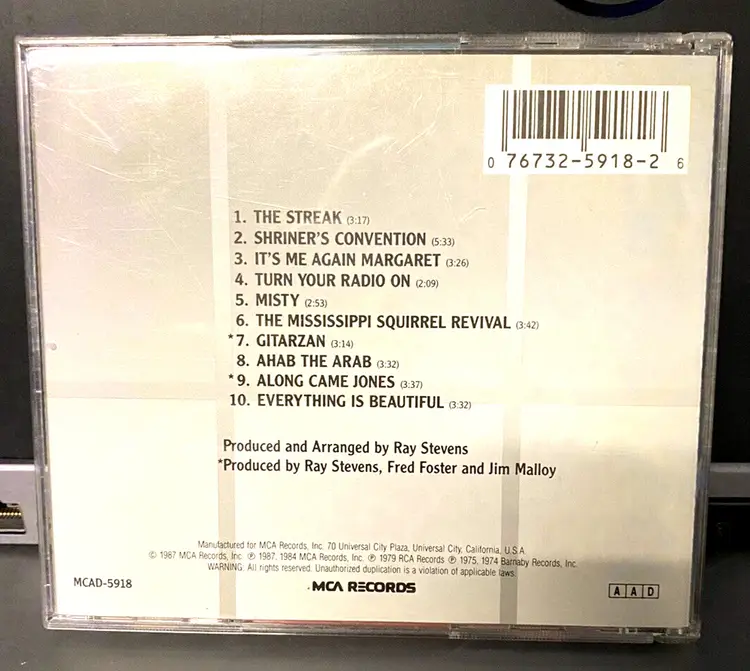 0 76732-5918-2 6
1. THE STREAK (3:17)
2. SHRINER'S CONVENTION (5:33)
3. IT'S ME AGAIN MARGARET (3:26)
4. TURN YOUR RADIO ON (2:09)
5. MISTY (2:53)
6. THE MISSISSIPPI SQUIRREL REVIVAL (3:42)
*7. GITARZAN (3:14)
8. AHAB THE ARAB (3:32)
*9. ALONG CAME JONES (3:37)
10. EVERYTHING IS BEAUTIFUL (3:32)
Produced and Arranged by Ray Stevens
*Produced by Ray Stevens, Fred Foster and Jim Malloy
Manufactured for MCA Records, Inc. 70 Universal City Plaza, Universal City, California, U.S.A.
© 1987 MCA Records, Inc. ℗ 1987, 1984 MCA Records, Inc. ℗ 1979 RCA Records ℗ 1975, 1974 Barnaby Records, Inc.
WARNING: All rights reserved. Unauthorized duplication is a violation of applicable laws.
MCAD-5918
MCA RECORDS
A A D